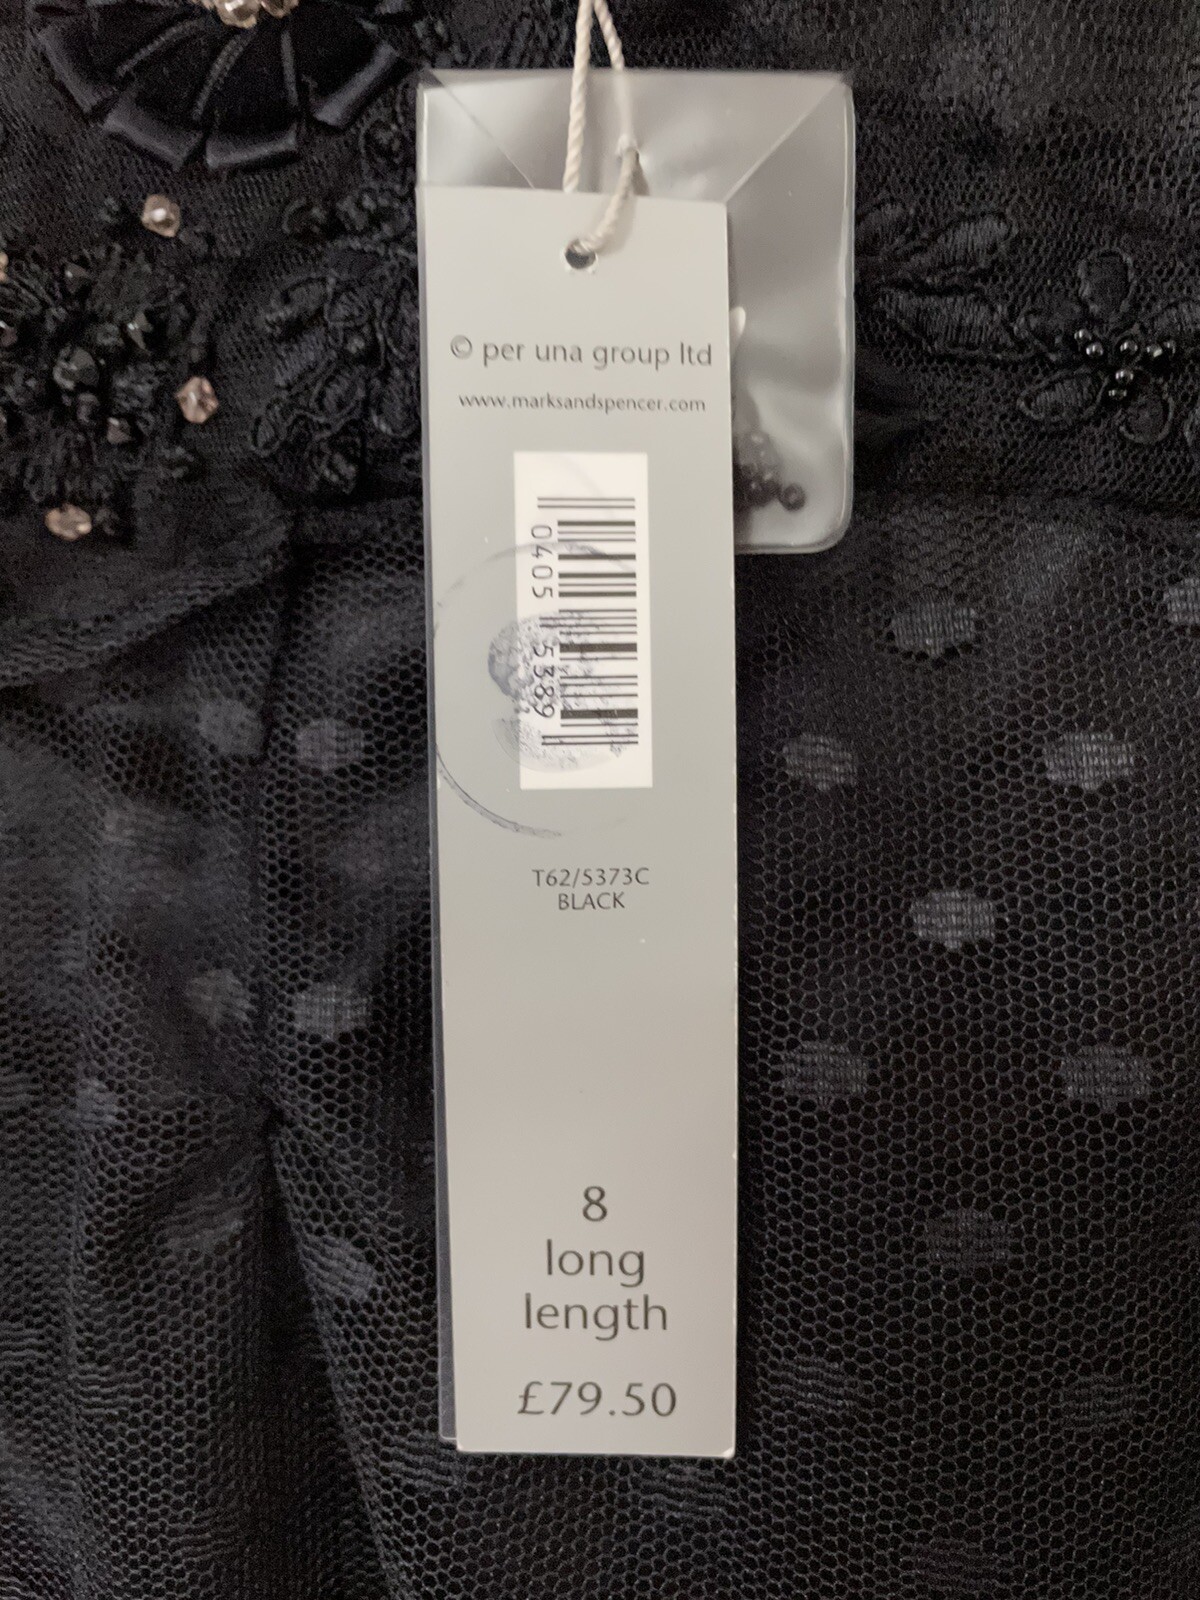 © per una group ltd
www.marksandspencer.com
0405 5389
T62/5373C
BLACK
8
long
length
£79.50